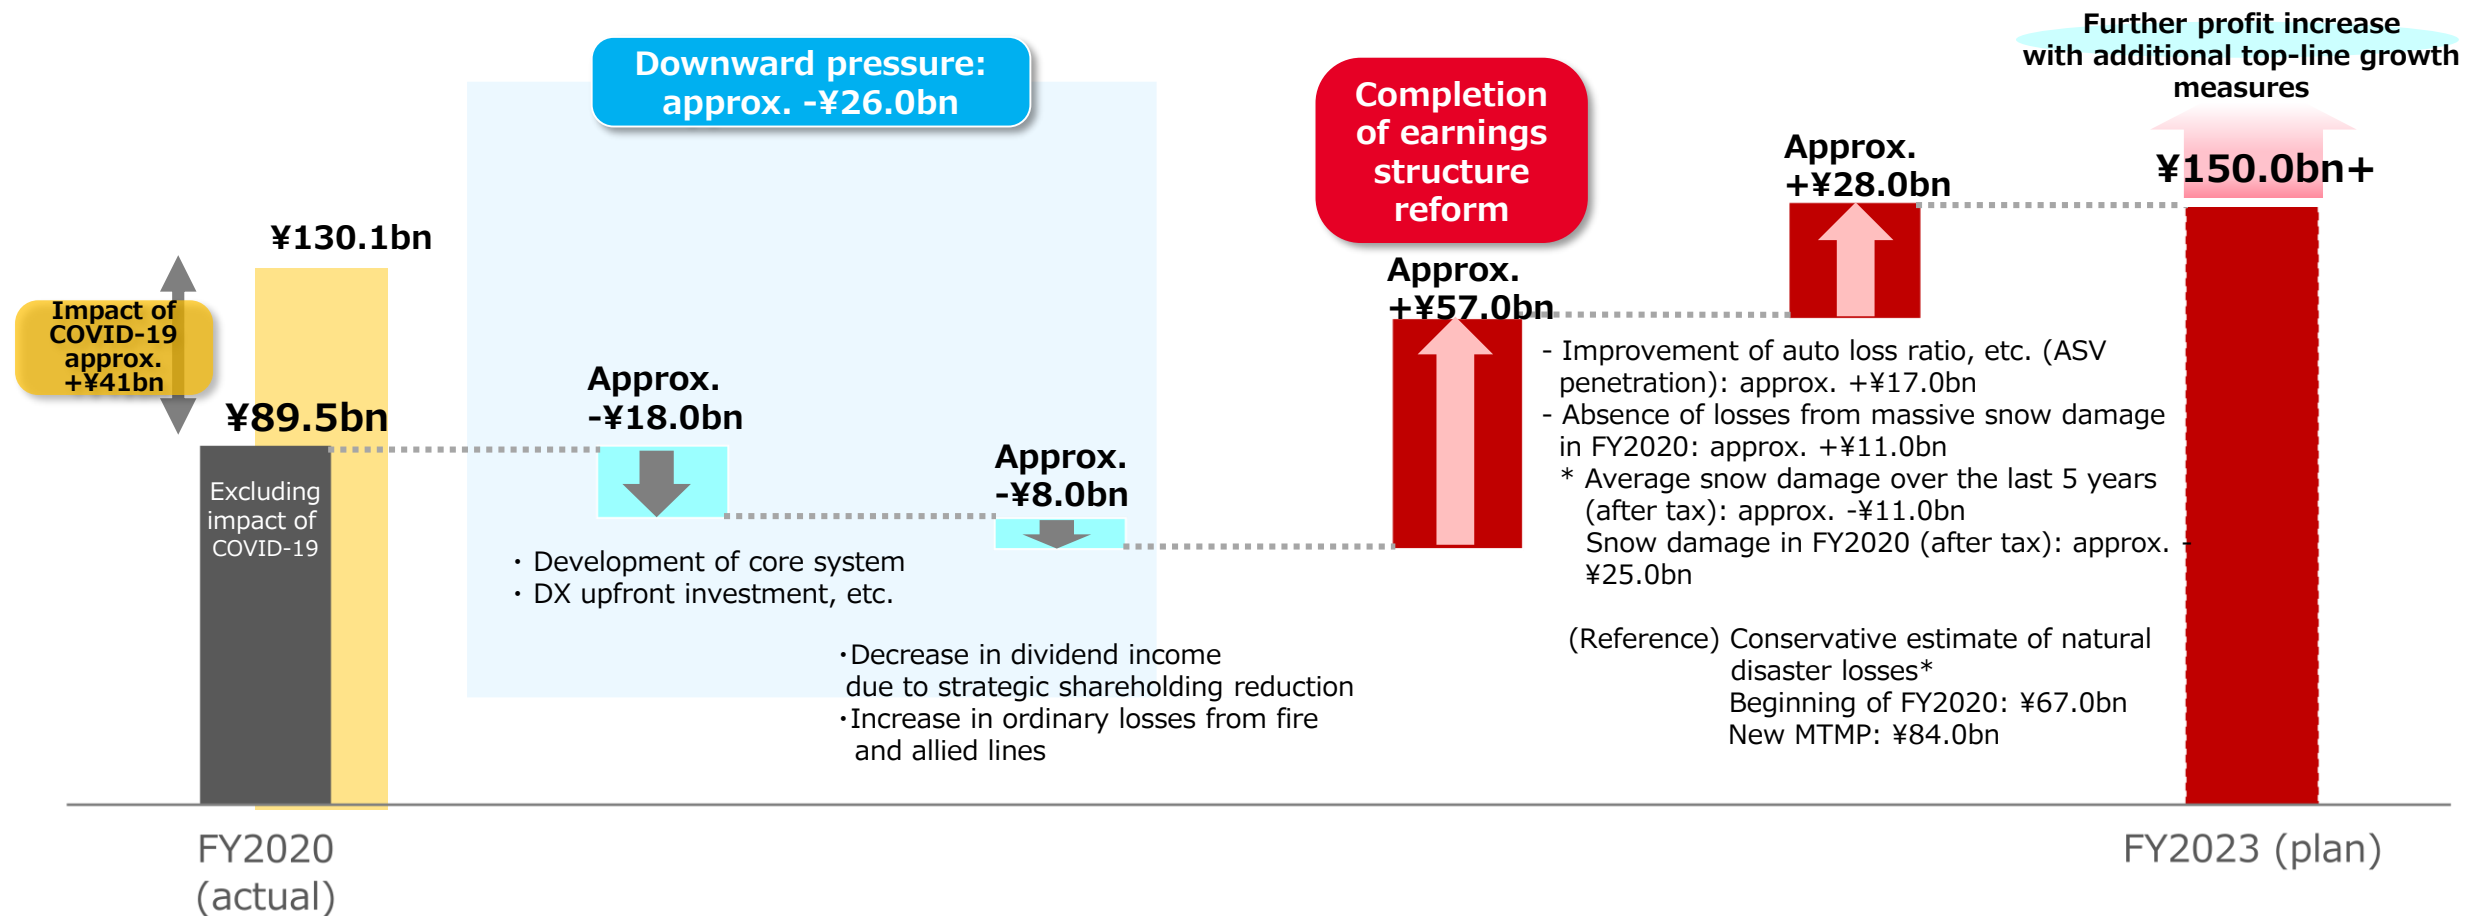 Further profit increase
with additional top-line growth
measures
Downward pressure:
approx. -¥26.0bn
Completion
of earnings
structure
reform
Approx.
+¥28.0bn
¥150.0bn+
¥130.1bn
Impact of
COVID-19
approx.
+¥41bn
¥89.5bn
Excluding
impact of
COVID-19
Approx.
-¥18.0bn
・Development of core system
・DX upfront investment, etc.
Approx.
-¥8.0bn
・Decrease in dividend income
due to strategic shareholding reduction
・Increase in ordinary losses from fire
and allied lines
Approx.
+¥57.0bn
- Improvement of auto loss ratio, etc. (ASV
penetration): approx. +¥17.0bn
- Absence of losses from massive snow damage
in FY2020: approx. +¥11.0bn
* Average snow damage over the last 5 years
(after tax): approx. -¥11.0bn
Snow damage in FY2020 (after tax): approx. -
¥25.0bn
(Reference) Conservative estimate of natural
disaster losses*
Beginning of FY2020: ¥67.0bn
New MTMP: ¥84.0bn
FY2020
(actual)
FY2023 (plan)